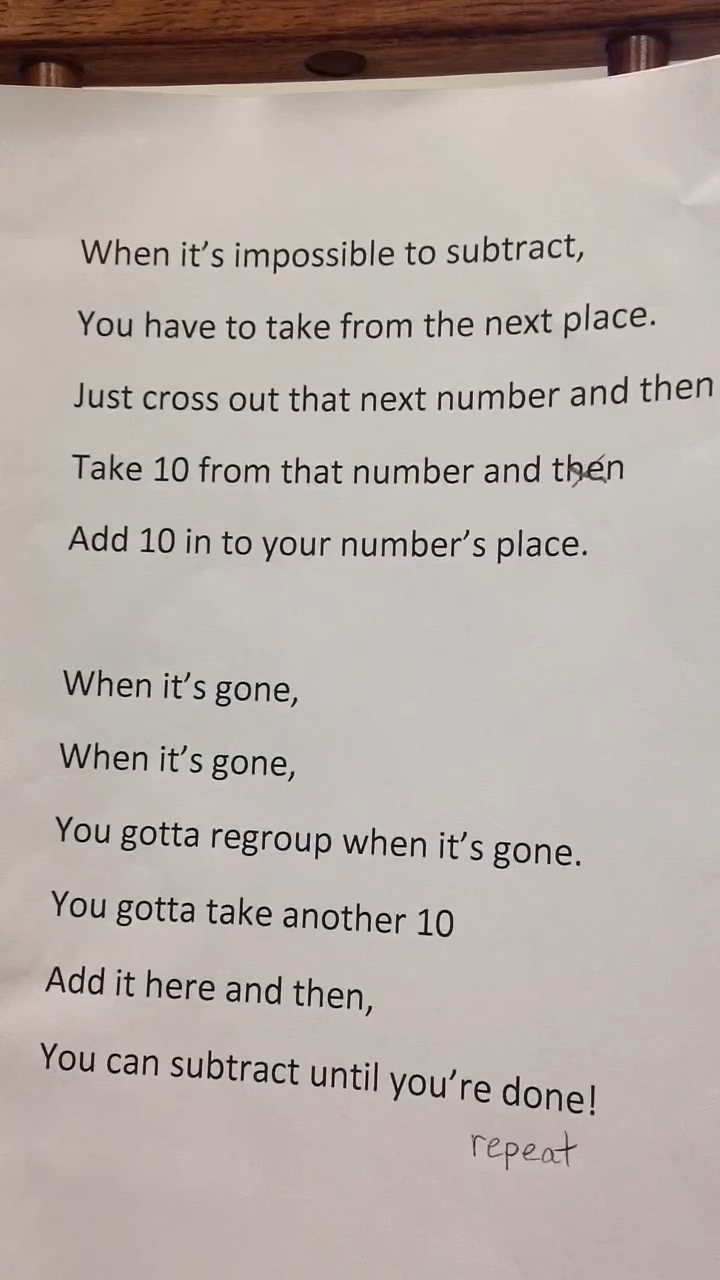 When it's impossible to subtract,
You have to take from the next place.
Just cross out that next number and then
Take 10 from that number and then
Add 10 in to your number's place.
When it's gone,
When it's gone,
You gotta regroup when it's gone.
You gotta take another 10
Add it here and then,
You can subtract until you're done!
repeat